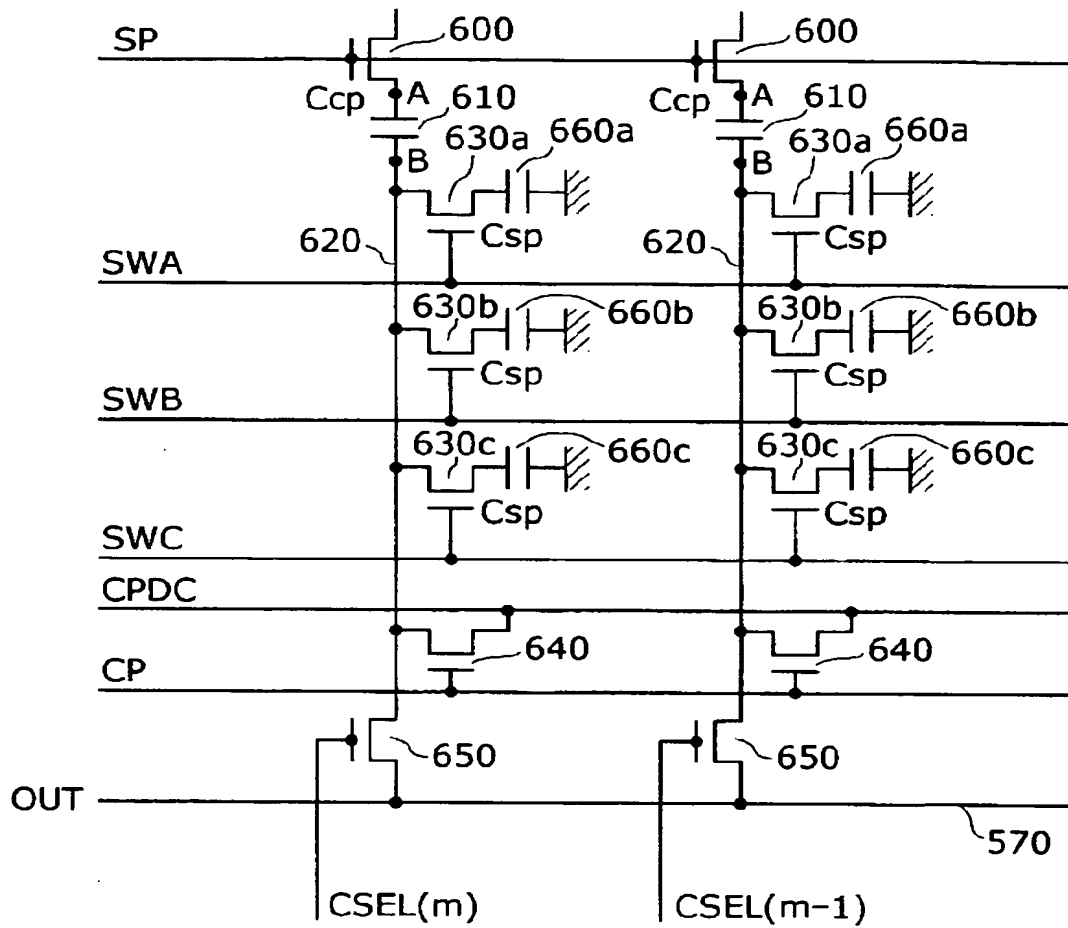 SP
600
600
Ccp
A
610
Ccp
A
610
B
630a
660a
B
630a
660a
Csp
Csp
620
620
SWA
630b
660b
630b
660b
Csp
Csp
SWB
630c
660c
630c
660c
Csp
Csp
SWC
CPDC
640
640
CP
650
650
OUT
570
CSEL(m)
CSEL(m-1)